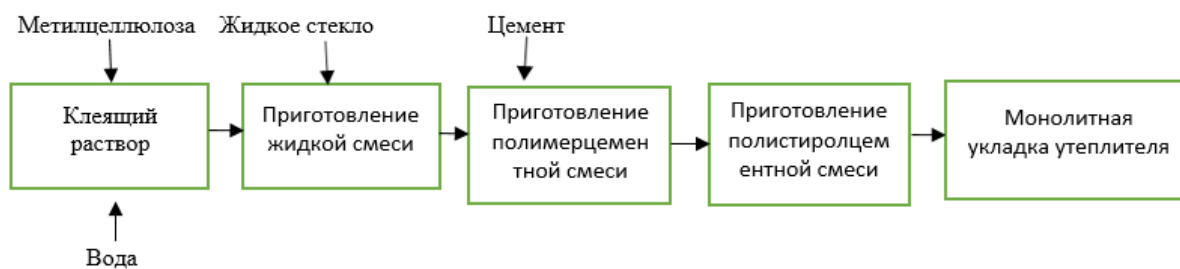 Метилцеллюлоза
Жидкое стекло
Цемент
Клеящий
раствор
Приготовление
жидкой смеси
Приготовление
полимерцемен
тной смеси
Приготовление
полистиролцем
ентной смеси
Монолитная
укладка утеплителя
Вода